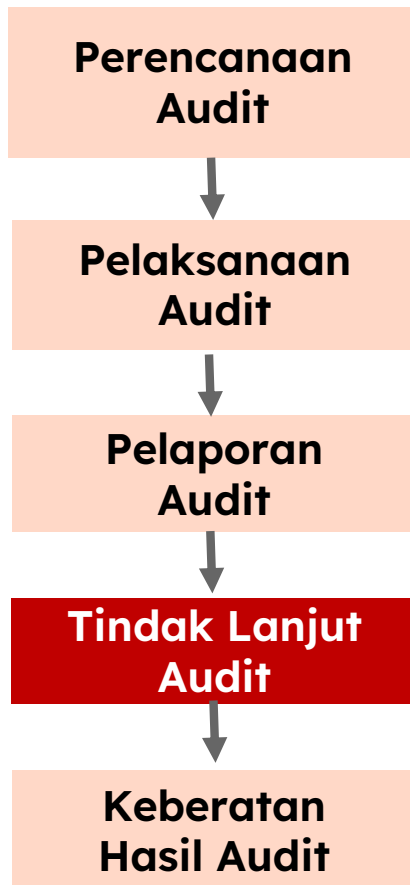 Perencanaan
Audit
Pelaksanaan
Audit
Pelaporan
Audit
Tindak Lanjut
Audit
Keberatan
Hasil Audit